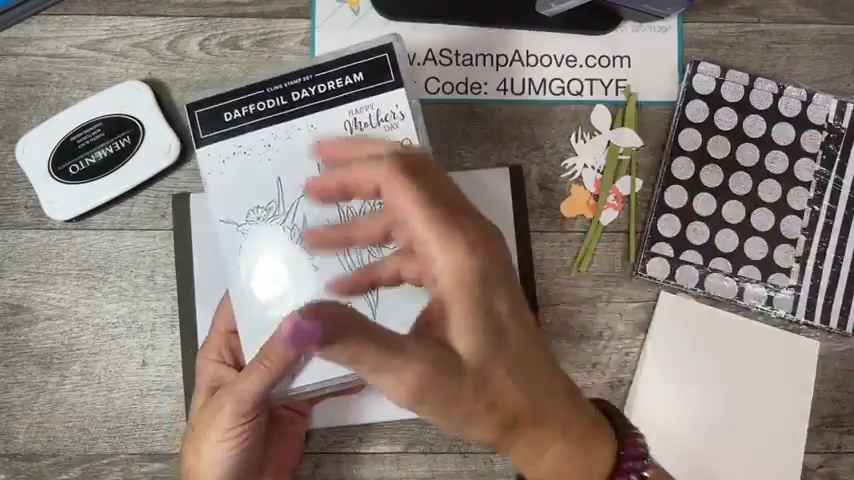 w.AStampAbove.com
Code: 4UMGQTYF
CLING STAMP SET
DAFFODIL DAYDREAM
HAPPY
Mother's
DAY
MEMENTO